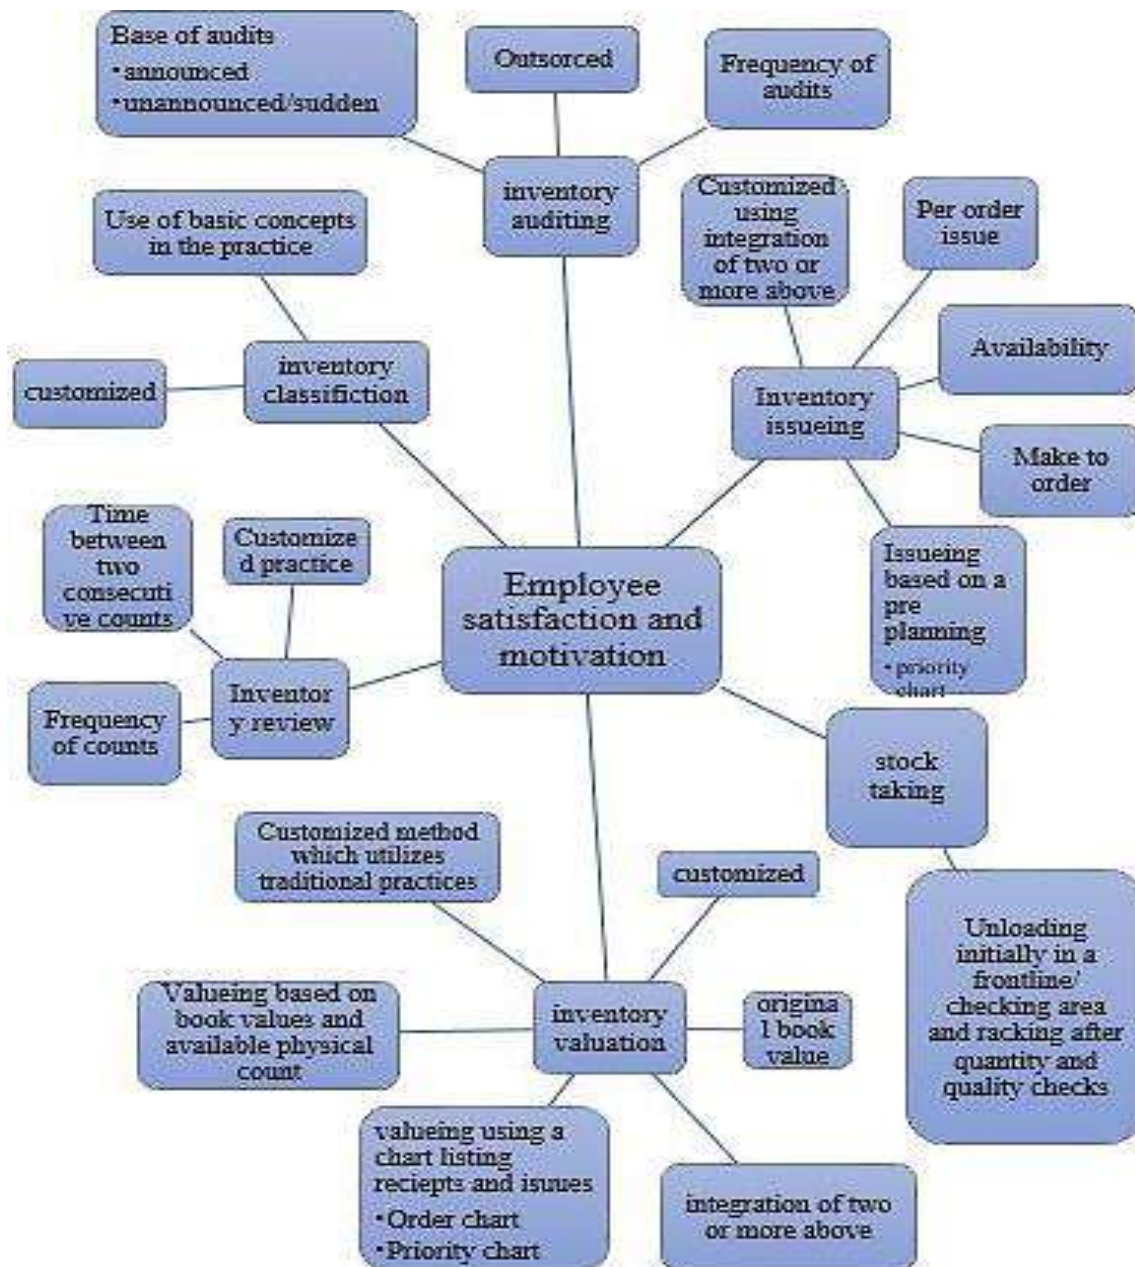 Base of audits
•announced
•unannounced/sudden
Outsorced
Frequency of
audits
inventory
auditing
Use of basic concepts
in the practice
customized
inventory
classifiction
Customized
using
integration
of two or
more above
Per order
issue
Availability
Inventory
issueing
Make to
order
Issueing
based on a
pre
planning
•priority
chart
Time
between
two
consecuti
ve counts
Customize
d practice
Inventor
y review
Frequency
of counts
Employee
satisfaction and
motivation
stock
taking
Unloading
initially in a
frontline/
checking area
and racking after
quantity and
quality checks
Customized method
which utilizes
traditional practices
customized
Valueing based on
book values and
available physical
count
inventory
valuation
origina
l book
value
valueing using a
chart listing
reciepts and isuues
•Order chart
•Priority chart
integration of two
or more above